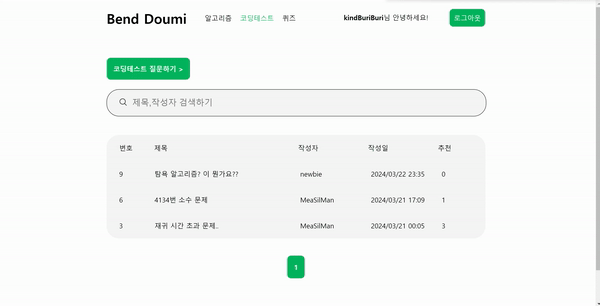 Bend Doumi 알고리즘 코딩테스트 퀴즈 kindBuriBuri님 안녕하세요! 로그아웃
코딩테스트 질문하기 >
제목,작성자 검색하기
번호 제목 작성자 작성일 추천
9 탐욕 알고리즘? 이 뭔가요?? newbie 2024/03/22 23:35 0
6 4134번 소수 문제 MeaSilMan 2024/03/21 17:09 1
3 재귀 시간 초과 문제.. MeaSilMan 2024/03/21 00:05 3
1